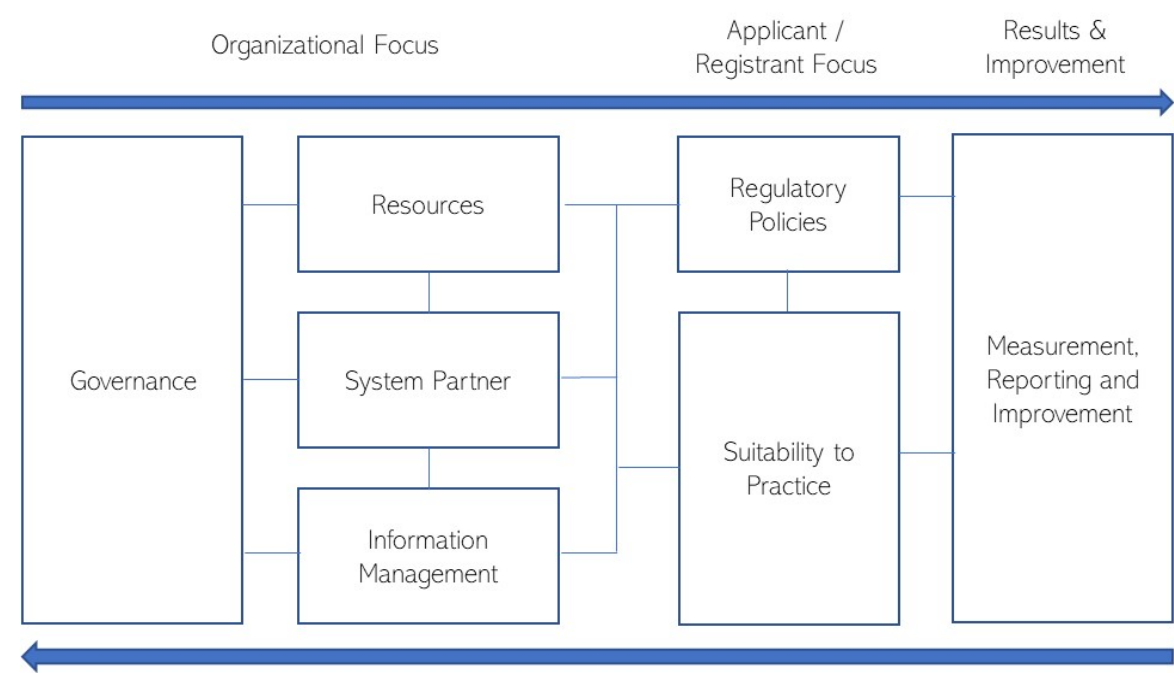 Organizational Focus
Applicant /
Registrant Focus
Results &
Improvement
Governance
Resources
System Partner
Information
Management
Regulatory
Policies
Suitability to
Practice
Measurement,
Reporting and
Improvement